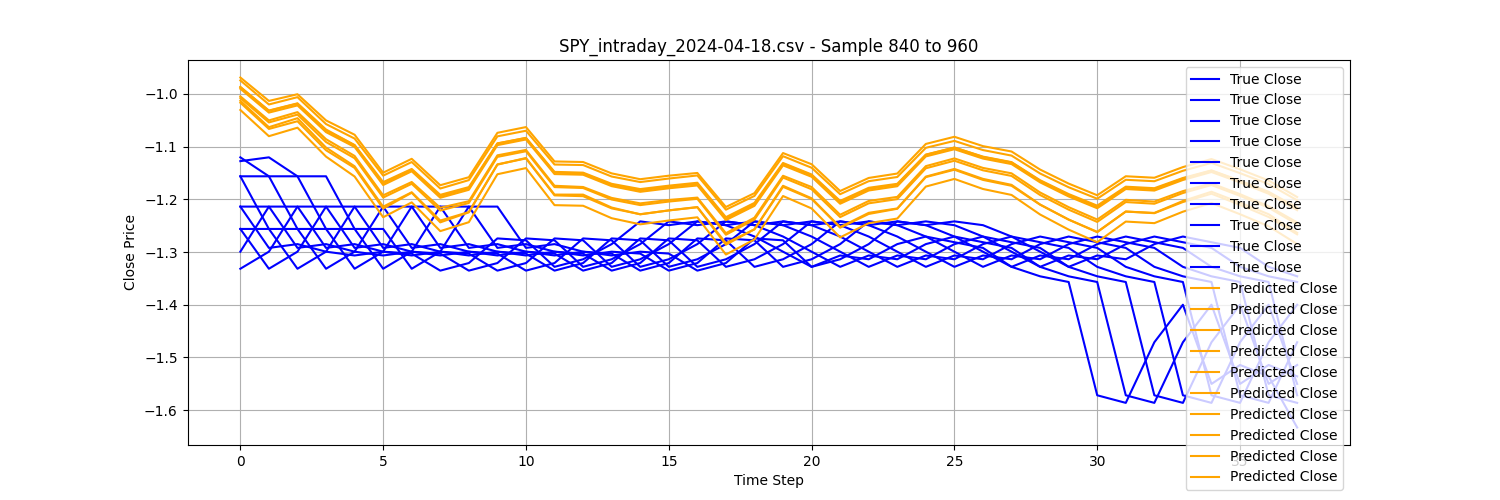 SPY_intraday_2024-04-18.csv - Sample 840 to 960
Close Price
−1.0
−1.1
−1.2
−1.3
−1.4
−1.5
−1.6
True Close
True Close
True Close
True Close
True Close
True Close
True Close
True Close
True Close
True Close
Predicted Close
Predicted Close
Predicted Close
Predicted Close
Predicted Close
Predicted Close
Predicted Close
Predicted Close
Predicted Close
Predicted Close
0 5 10 15 20 25 30 35
Time Step